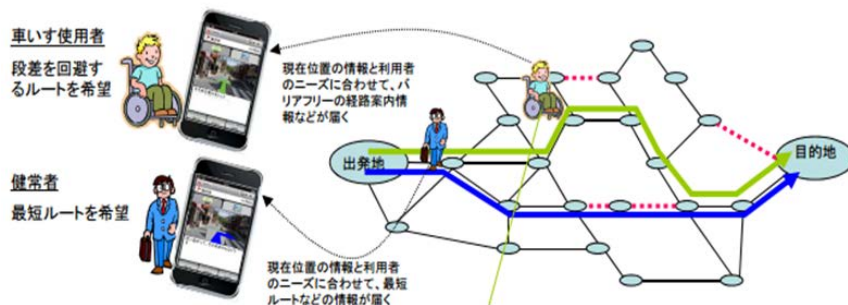 車いす使用者
段差を回避す
るルートを希望
現在位置の情報と利用者
のニーズに合わせて、バ
リアフリーの経路案内情
報などが届く
出発地
目的地
健常者
最短ルートを希望
現在位置の情報と利用者
のニーズに合わせて、最短
ルートなどの情報が届く